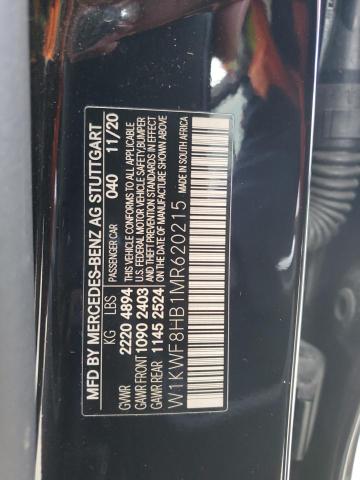 MFD BY MERCEDES-BENZ AG STUTTGART
PASSENGER CAR 040 11/20
KG LBS
GVWR 2220 4894
GVWR FRONT 1090 2403
GAWR REAR 1145 2524
THIS VEHICLE CONFORMS TO ALL APPLICABLE
U.S. FEDERAL MOTOR VEHICLE SAFETY, BUMPER
AND THEFT PREVENTION STANDARDS IN EFFECT
ON THE DATE OF MANUFACTURE SHOWN ABOVE
W1KWF8HB1MR620215
MADE IN SOUTH AFRICA